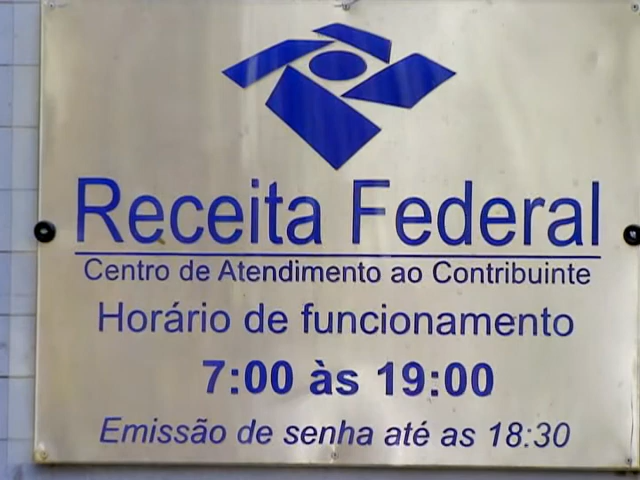 Receita Federal
Centro de Atendimento ao Contribuinte
Horário de funcionamento
7:00 às 19:00
Emissão de senha até as 18:30